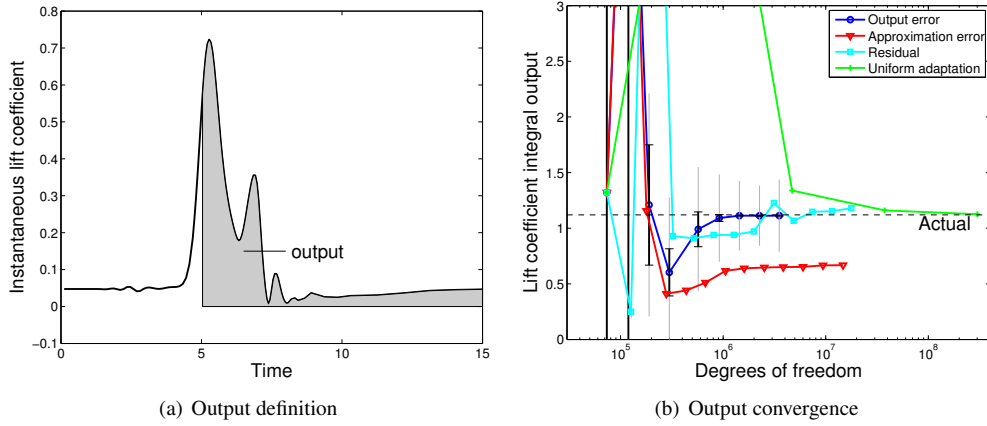 0.8
0.7
0.6
0.5
0.4
0.3
0.2
0.1
0
−0.1
0
5
10
15
Instantaneous lift coefficient
Time
output
(a) Output definition
3
2.5
2
1.5
1
0.5
0
10^5
10^6
10^7
10^8
Lift coefficient integral output
Degrees of freedom
Output error
Approximation error
Residual
Uniform adaptation
Actual
(b) Output convergence